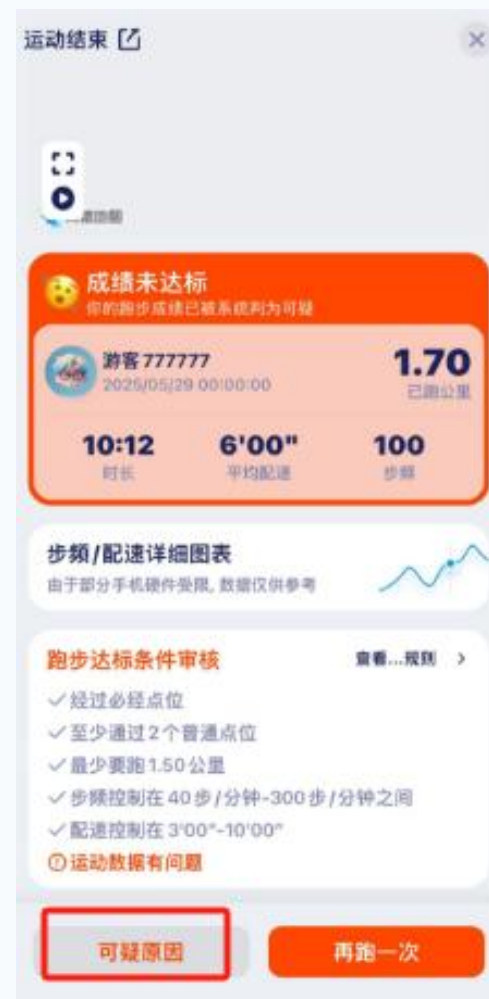 运动结束
成绩未达标
你的跑步成绩已被系统判为可疑
游客777777
2025/05/29 00:00:00
1.70
已跑公里
10:12 6'00" 100
时长 平均配速 步频
步频/配速详细图表
由于部分手机硬件受限,数据仅供参考
跑步达标条件审核 查看...规则 >
经过必经点位
至少通过2个普通点位
最少要跑1.50公里
步频控制在40步/分钟-300步/分钟之间
配速控制在3'00"-10'00"
运动数据有问题
可疑原因 再跑一次